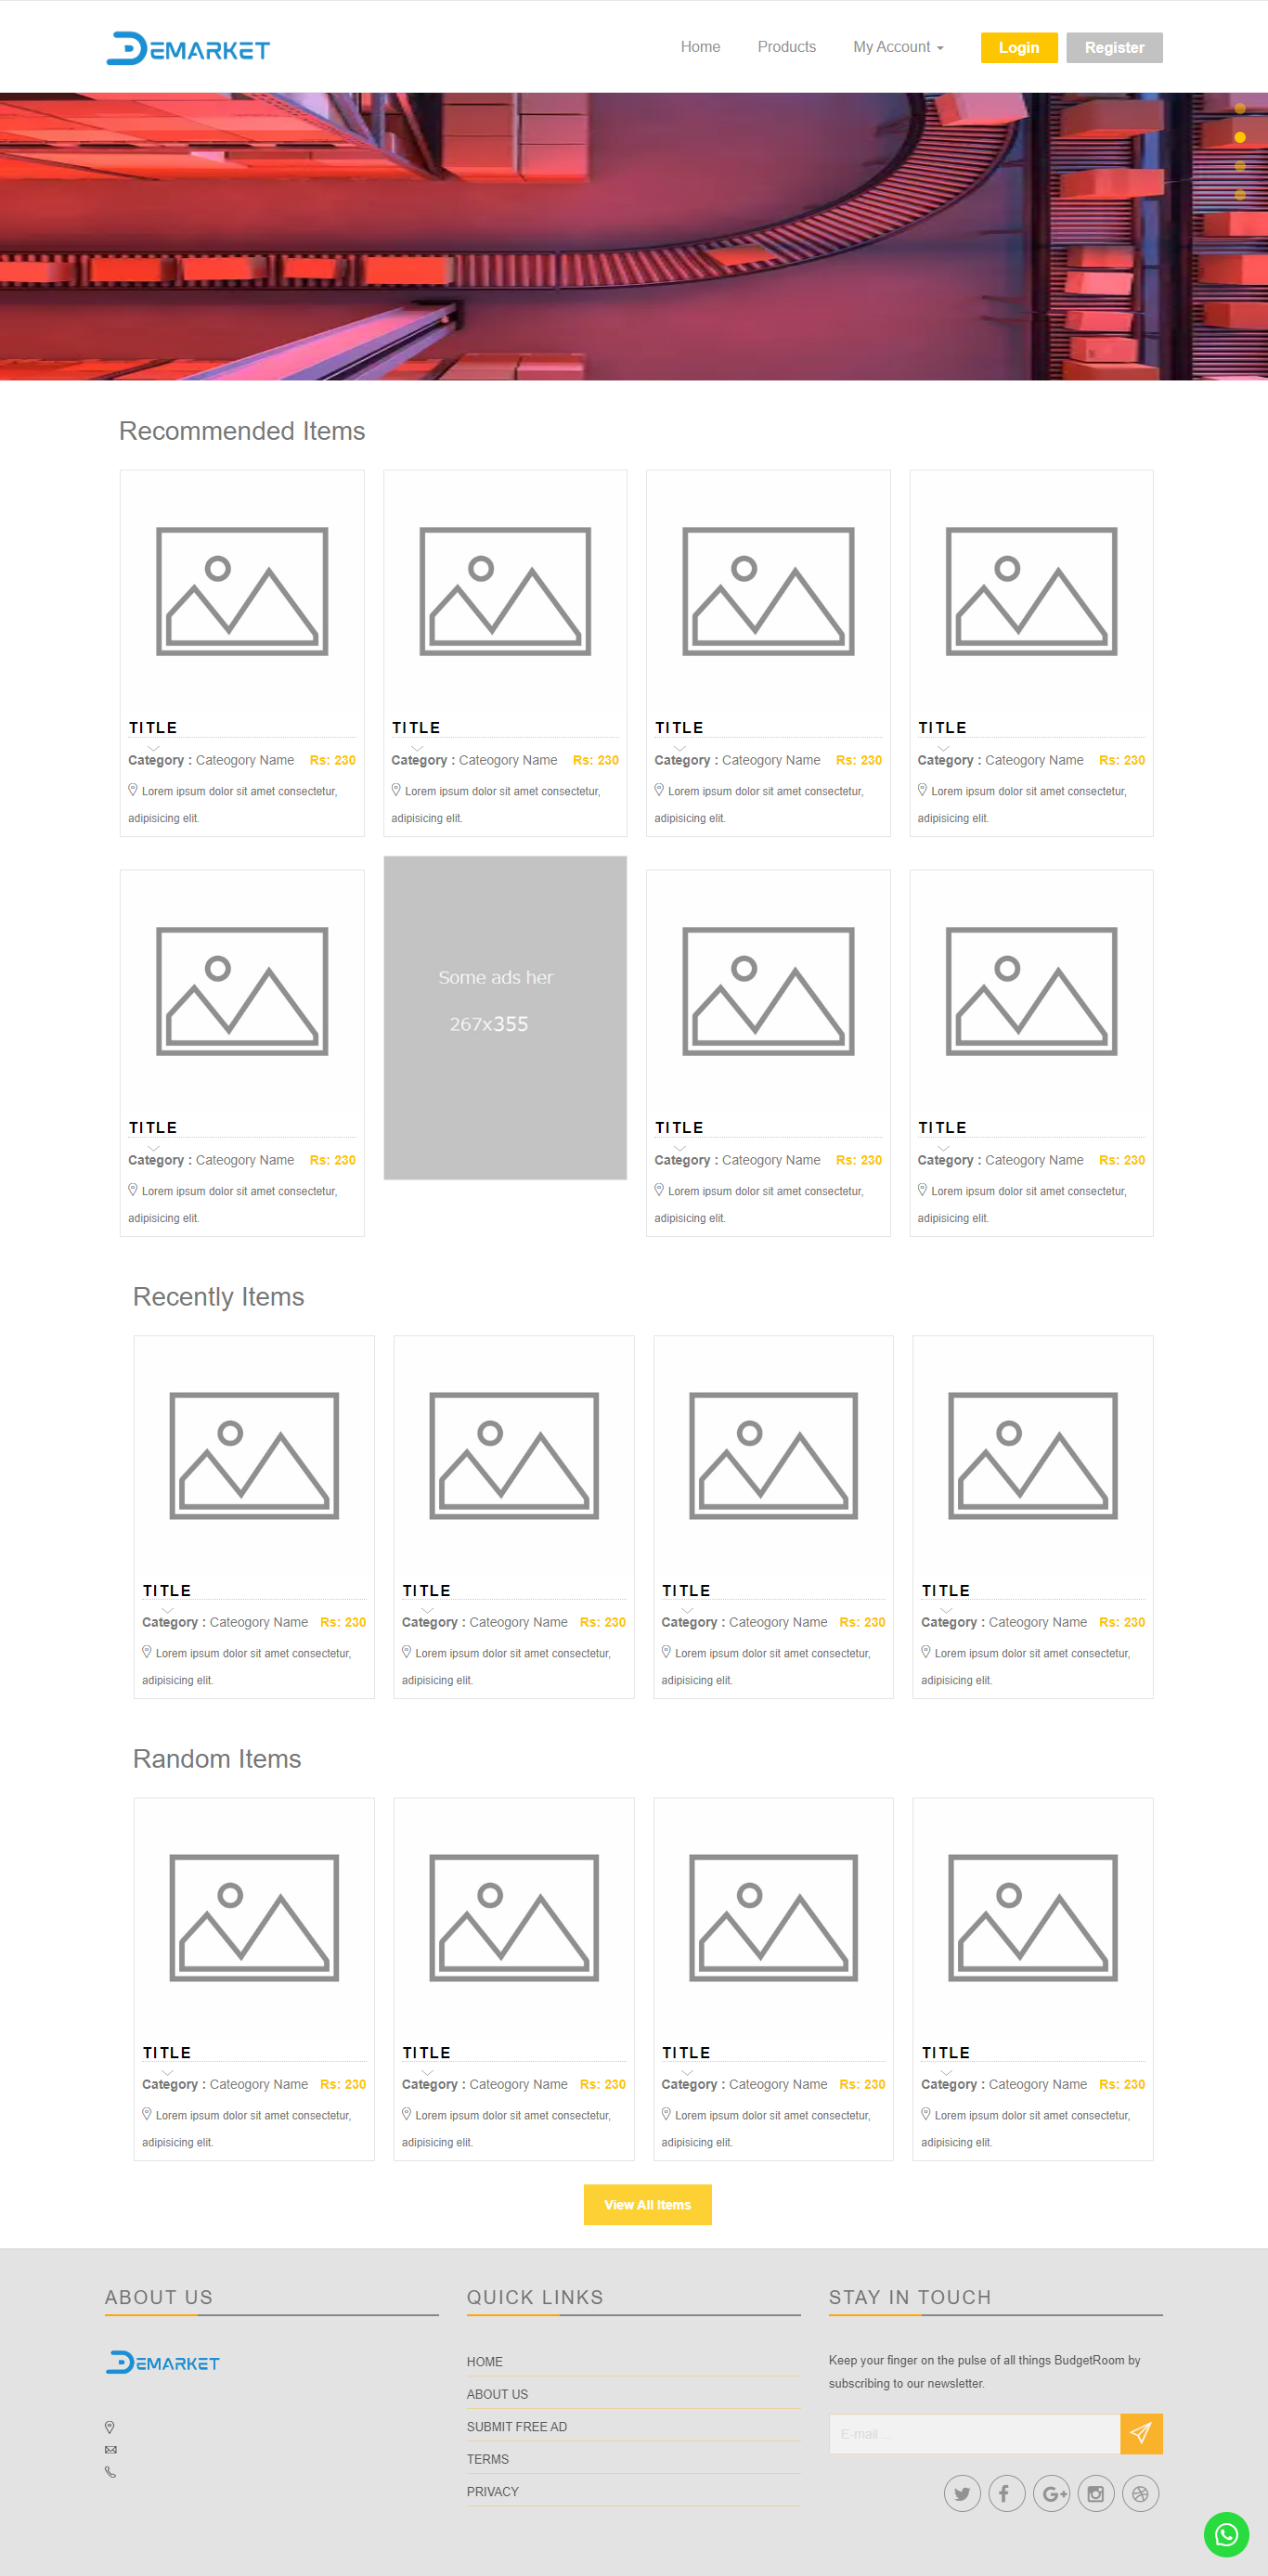 DEMARKET
Home Products My Account Login Register
Recommended Items
TITLE TITLE TITLE TITLE
Category : Cateogory Name Rs: 230 Category : Cateogory Name Rs: 230 Category : Cateogory Name Rs: 230 Category : Cateogory Name Rs: 230
Lorem ipsum dolor sit amet consectetur, Lorem ipsum dolor sit amet consectetur, Lorem ipsum dolor sit amet consectetur, Lorem ipsum dolor sit amet consectetur,
adipisicing elit. adipisicing elit. adipisicing elit. adipisicing elit.
Some ads her
267x355
TITLE TITLE TITLE
Category : Cateogory Name Rs: 230 Category : Cateogory Name Rs: 230 Category : Cateogory Name Rs: 230
Lorem ipsum dolor sit amet consectetur, Lorem ipsum dolor sit amet consectetur, Lorem ipsum dolor sit amet consectetur,
adipisicing elit. adipisicing elit. adipisicing elit.
Recently Items
TITLE TITLE TITLE TITLE
Category : Cateogory Name Rs: 230 Category : Cateogory Name Rs: 230 Category : Cateogory Name Rs: 230 Category : Cateogory Name Rs: 230
Lorem ipsum dolor sit amet consectetur, Lorem ipsum dolor sit amet consectetur, Lorem ipsum dolor sit amet consectetur, Lorem ipsum dolor sit amet consectetur,
adipisicing elit. adipisicing elit. adipisicing elit. adipisicing elit.
Random Items
TITLE TITLE TITLE TITLE
Category : Cateogory Name Rs: 230 Category : Cateogory Name Rs: 230 Category : Cateogory Name Rs: 230 Category : Cateogory Name Rs: 230
Lorem ipsum dolor sit amet consectetur, Lorem ipsum dolor sit amet consectetur, Lorem ipsum dolor sit amet consectetur, Lorem ipsum dolor sit amet consectetur,
adipisicing elit. adipisicing elit. adipisicing elit. adipisicing elit.
View All Items
ABOUT US
DEMARKET
QUICK LINKS
HOME
ABOUT US
SUBMIT FREE AD
TERMS
PRIVACY
STAY IN TOUCH
Keep your finger on the pulse of all things BudgetRoom by
subscribing to our newsletter.
E-mail ...